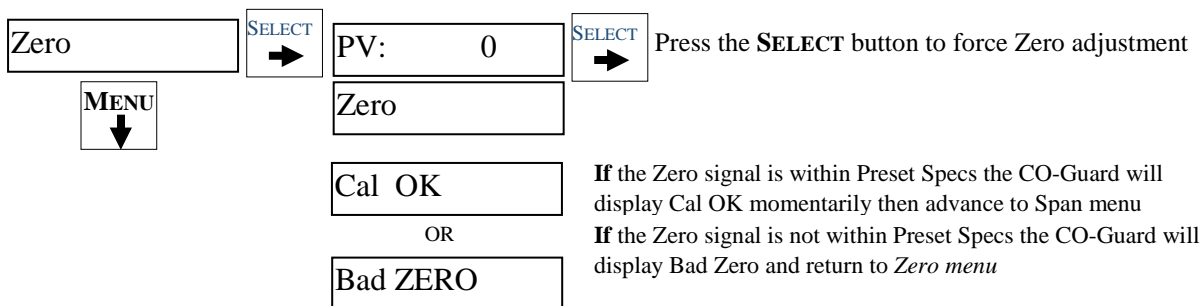 Zero
SELECT
PV: 0
SELECT
Press the SELECT button to force Zero adjustment
MENU
Zero
Cal OK
If the Zero signal is within Preset Specs the CO-Guard will
display Cal OK momentarily then advance to Span menu
OR
If the Zero signal is not within Preset Specs the CO-Guard will
display Bad Zero and return to Zero menu
Bad ZERO